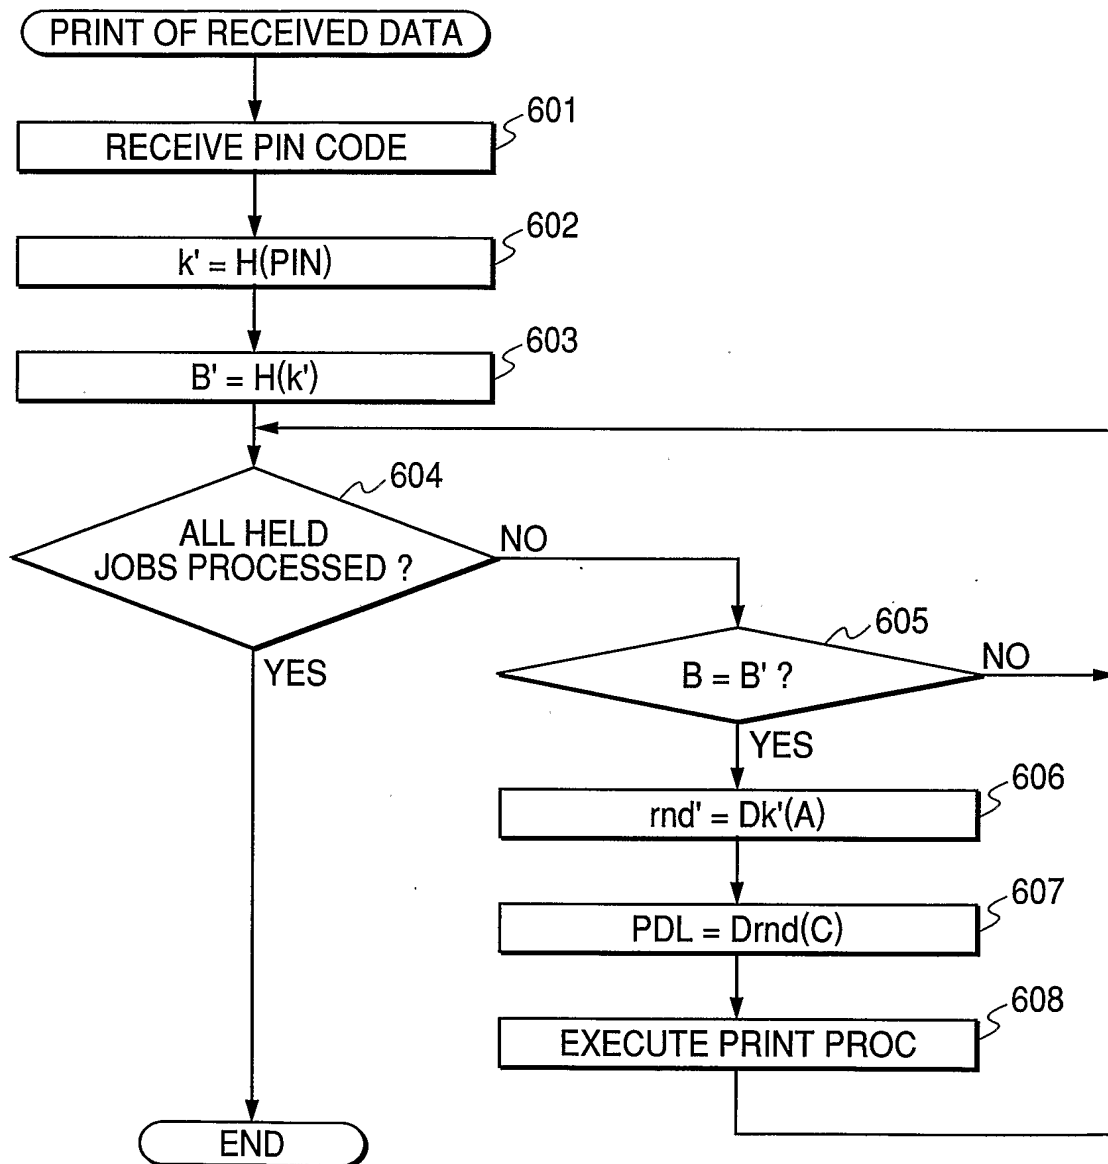 PRINT OF RECEIVED DATA
601
RECEIVE PIN CODE
602
k' = H(PIN)
603
B' = H(k')
604
ALL HELD
JOBS PROCESSED ?
NO
YES
605
B = B' ?
NO
YES
606
rnd' = Dk'(A)
607
PDL = Drnd(C)
608
EXECUTE PRINT PROC
END